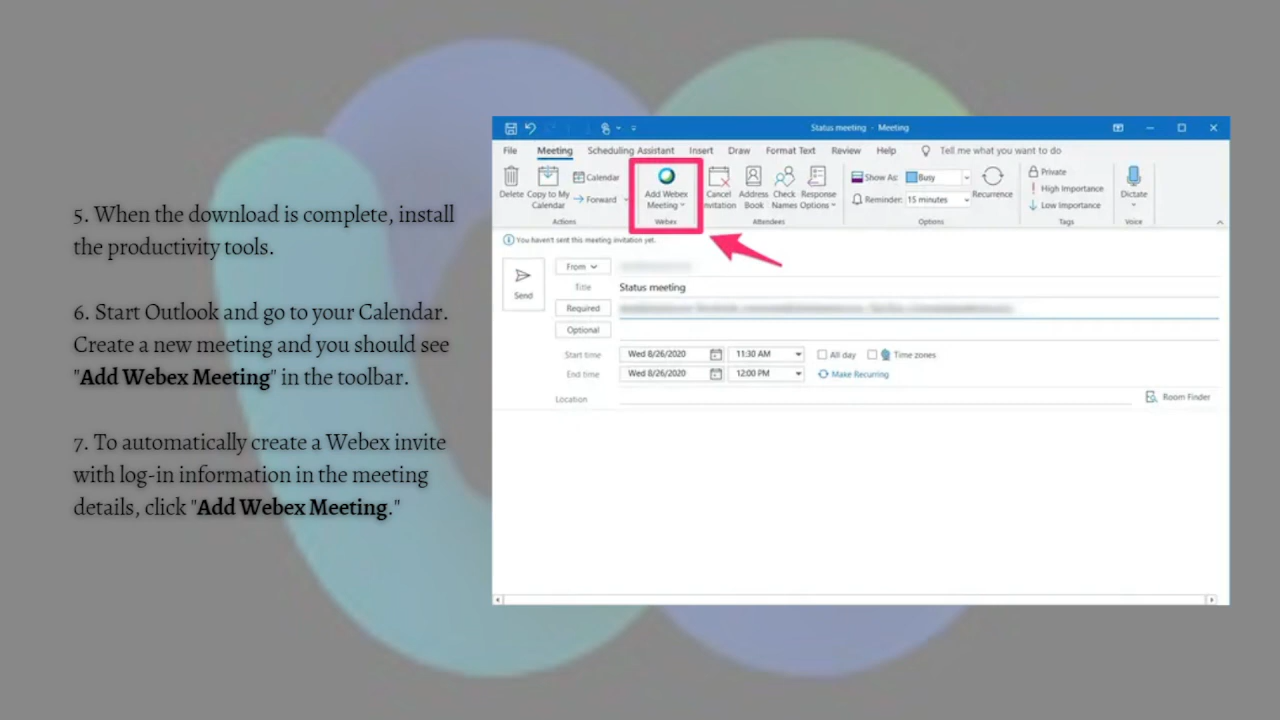 5. When the download is complete, install
the productivity tools.
6. Start Outlook and go to your Calendar.
Create a new meeting and you should see
"Add Webex Meeting" in the toolbar.
7. To automatically create a Webex invite
with log-in information in the meeting
details, click "Add Webex Meeting."
Status meeting - Meeting
File Meeting Scheduling Assistant Insert Draw Format Text Review Help Tell me what you want to do
Delete
Copy to My
Calendar
Calendar
Forward
Actions
Add Webex
Meeting
Webex
Cancel
Invitation
Address
Book
Check
Names
Response
Options
Attendees
Show As: Busy
Reminder: 15 minutes
Recurrence
Options
Private
High Importance
Low Importance
Tags
Dictate
Voice
You haven't sent this meeting invitation yet.
Send
From
Title Status meeting
Required
Optional
Start time Wed 8/26/2020 11:30 AM All day Time zones
End time Wed 8/26/2020 12:00 PM Make Recurring
Location Room Finder